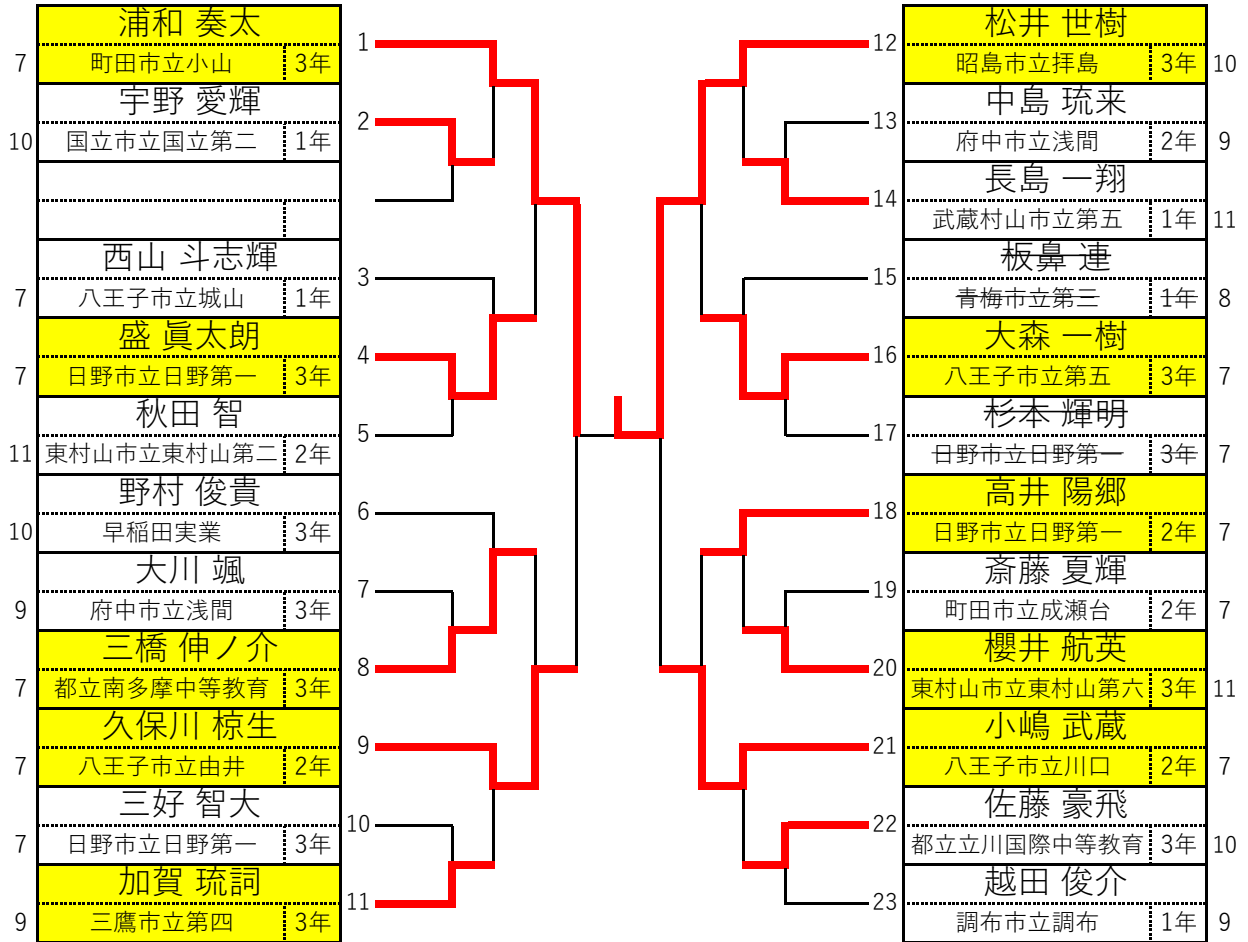 浦和 奏太
1
7 町田市立小山 3年
宇野 愛輝
2
10 国立市立国立第二 1年
西山 斗志輝
3
7 八王子市立城山 1年
盛 眞太朗
4
7 日野市立日野第一 3年
秋田 智
5
11 東村山市立東村山第二 2年
野村 俊貴
6
10 早稲田実業 3年
大川 颯
7
9 府中市立浅間 3年
三橋 伸ノ介
8
7 都立南多摩中等教育 3年
久保川 椋生
9
7 八王子市立由井 2年
三好 智大
10
7 日野市立日野第一 3年
加賀 琉詞
11
9 三鷹市立第四 3年
松井 世樹
12
昭島市立拝島 3年 10
中島 琉来
13
府中市立浅間 2年 9
長島 一翔
14
武蔵村山市立第五 1年 11
板鼻 連
15
青梅市立第三 1年 8
大森 一樹
16
八王子市立第五 3年 7
杉本 輝明
17
日野市立日野第一 3年 7
高井 陽郷
18
日野市立日野第一 2年 7
斎藤 夏輝
19
町田市立成瀬台 2年 7
櫻井 航英
20
東村山市立東村山第六 3年 11
小嶋 武蔵
21
八王子市立川口 2年 7
佐藤 豪飛
22
都立立川国際中等教育 3年 10
越田 俊介
23
調布市立調布 1年 9